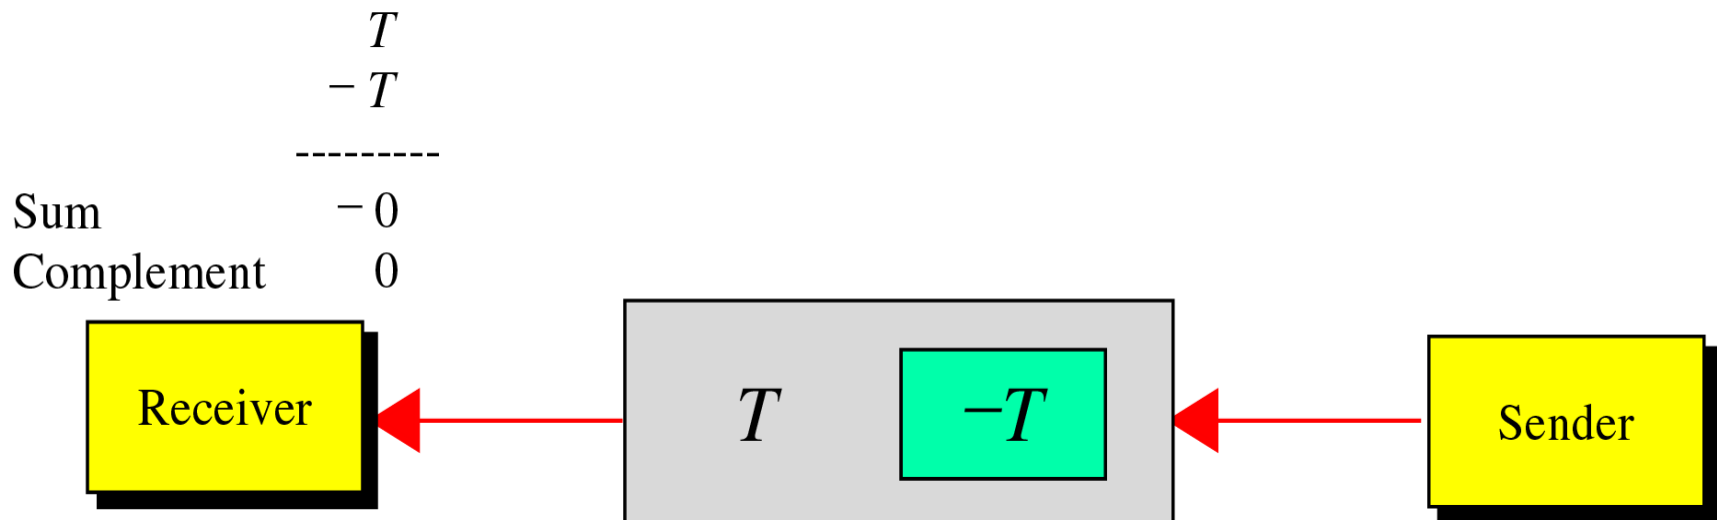 T
– T
---------
Sum – 0
Complement 0
Receiver
T
–T
Sender